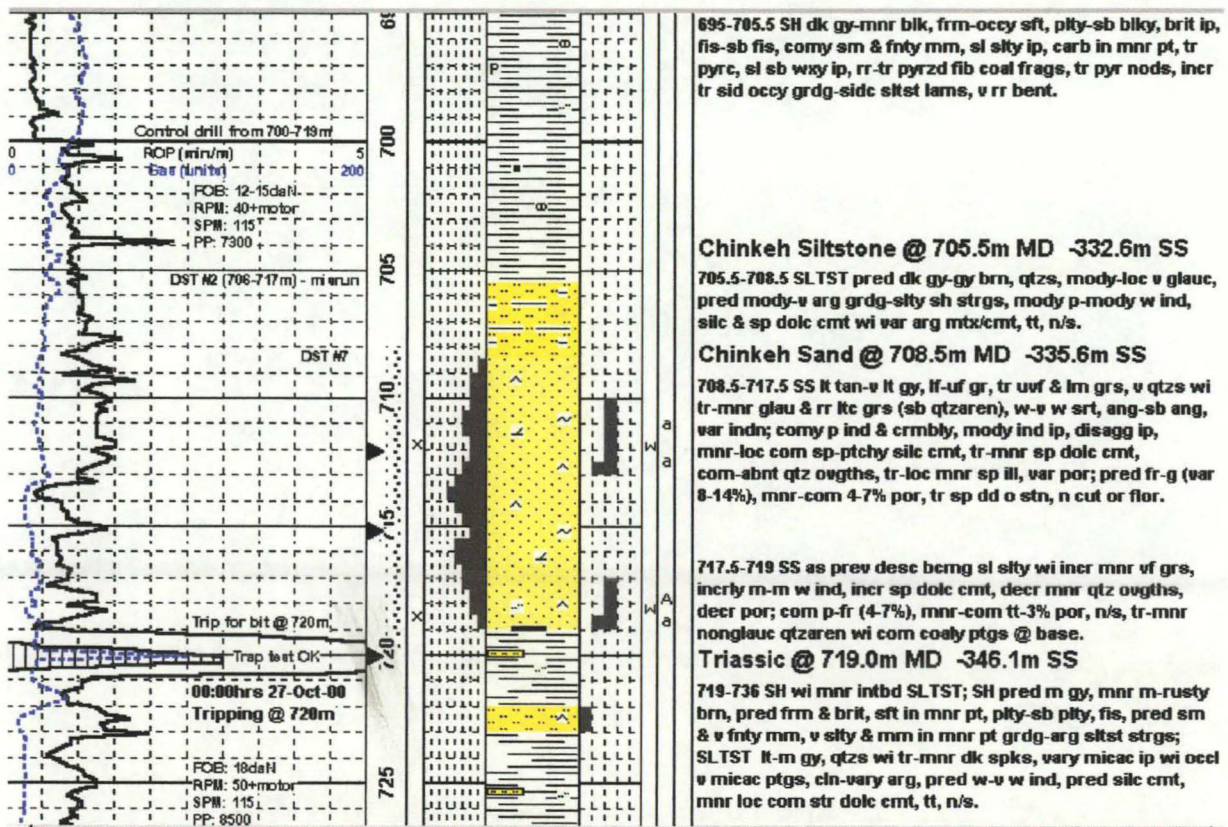 695-705.5 SH dk gy-mnr blk, frm-occy sft, plty-sb blky, brit ip,
fis-sb fis, comy sm & fnty mm, sl slty ip, carb in mnr pt, tr
pyrc, sl sb wxy ip, rr-tr pyrzd fib coal frags, tr pyr nods, incr
tr sid occy grdg-sidc sltst lams, v rr bent.
Control drill from 700-719m
0 ROP (min/m) 5
0 Gas (units) 200
FOB: 12-15daN
RPM: 40+motor
SPM: 115
PP: 7300
DST #2 (706-717m) - misrun
DST #7
Trip for bit @ 720m
Trap test OK
00:00hrs 27-Oct-00
Tripping @ 720m
FOB: 18daN
RPM: 50+motor
SPM: 115
PP: 8500
700
705
710
715
720
725
P
X
X
W
a
a
W
A
a
Chinkeh Siltstone @ 705.5m MD -332.6m SS
705.5-708.5 SLTST pred dk gy-gy brn, qtzs, mody-loc v glauc,
pred mody-v arg grdg-slty sh strgs, mody p-mody w ind,
silc & sp dolc cmt wi var arg mtx/cmt, tt, n/s.
Chinkeh Sand @ 708.5m MD -335.6m SS
708.5-717.5 SS lt tan-v lt gy, lf-uf gr, tr uvf & lm grs, v qtzs wi
tr-mnr glau & rr ltc grs (sb qtzaren), w-v w srt, ang-sb ang,
var indn; comy p ind & crmbly, mody ind ip, disagg ip,
mnr-loc com sp-ptchy silc cmt, tr-mnr sp dolc cmt,
com-abnt qtz ovgths, tr-loc mnr sp ill, var por; pred fr-g (var
8-14%), mnr-com 4-7% por, tr sp dd o stn, n cut or flor.
717.5-719 SS as prev desc bcmg sl slty wi incr mnr vf grs,
incrly m-m w ind, incr sp dolc cmt, decr mnr qtz ovgths,
decr por; com p-fr (4-7%), mnr-com tt-3% por, n/s, tr-mnr
nonglauc qtzaren wi com coaly ptgs @ base.
Triassic @ 719.0m MD -346.1m SS
719-736 SH wi mnr intbd SLTST; SH pred m gy, mnr m-rusty
brn, pred frm & brit, sft in mnr pt, plty-sb plty, fis, pred sm
& v fnty mm, v slty & mm in mnr pt grdg-arg sltst strgs;
SLTST lt-m gy, qtzs wi tr-mnr dk spks, vary micac ip wi occl
v micac ptgs, cln-vary arg, pred w-v w ind, pred silc cmt,
mnr loc com str dolc cmt, tt, n/s.